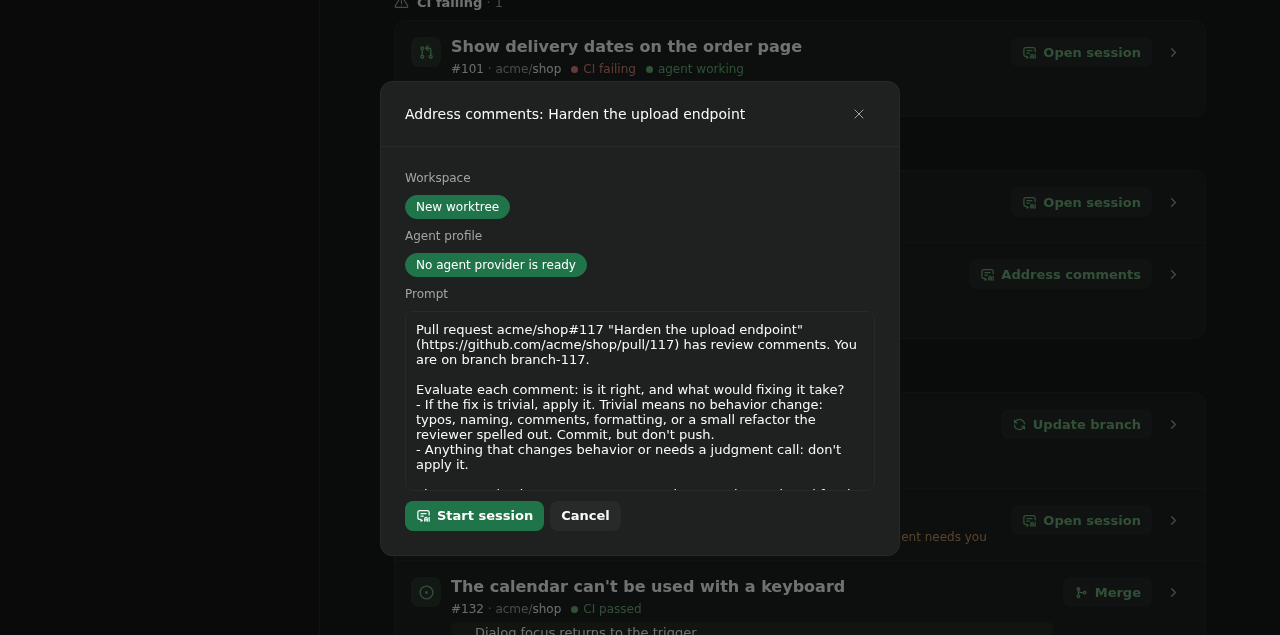 CI failing · 1
Show delivery dates on the order page
Open session
#101 · acme/shop CI failing agent working
Address comments: Harden the upload endpoint
Workspace
New worktree
Open session
Agent profile
No agent provider is ready
Address comments
Prompt
Pull request acme/shop#117 "Harden the upload endpoint"
(https://github.com/acme/shop/pull/117) has review comments. You
are on branch branch-117.
Evaluate each comment: is it right, and what would fixing it take?
- If the fix is trivial, apply it. Trivial means no behavior change:
typos, naming, comments, formatting, or a small refactor the
reviewer spelled out. Commit, but don't push.
- Anything that changes behavior or needs a judgment call: don't
apply it.
Update branch
Start session
Cancel
Open session
needs you
The calendar can't be used with a keyboard
Merge
#132 · acme/shop CI passed
Dialog focus returns to the trigger